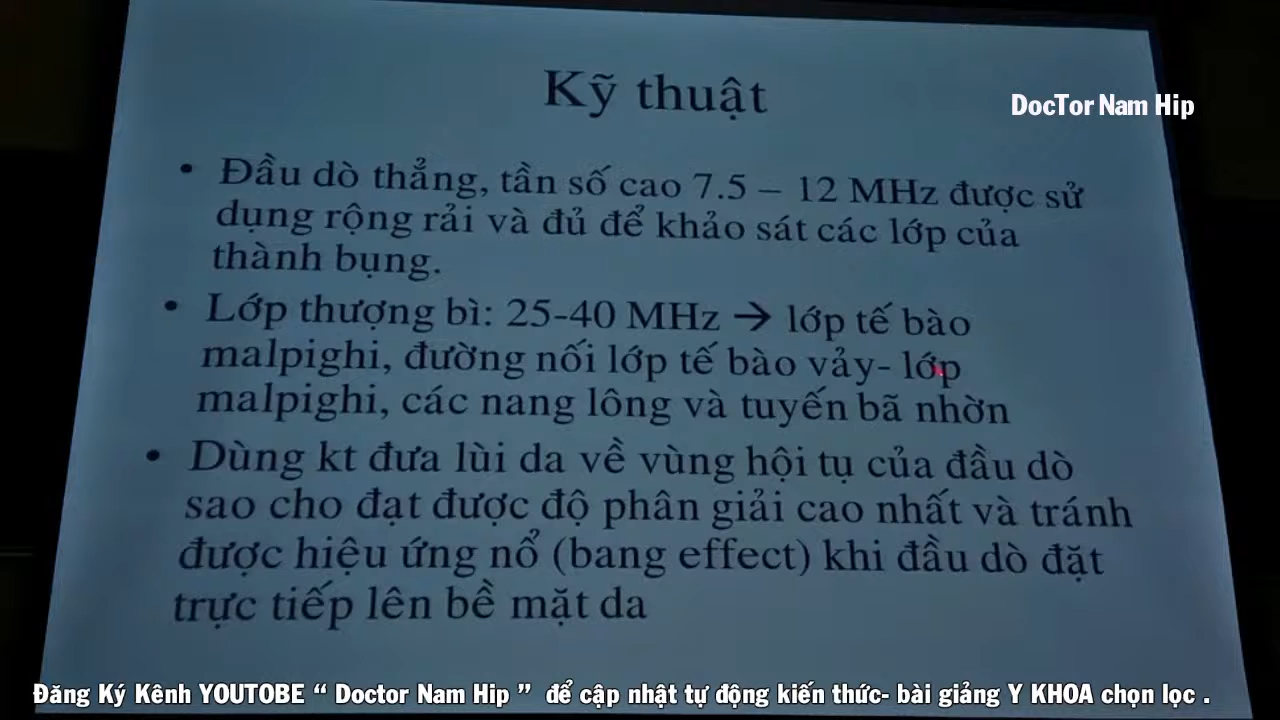 Kỹ thuật
DocTor Nam Hip
• Đầu dò thẳng, tần số cao 7.5 – 12 MHz được sử
dụng rộng rải và đủ để khảo sát các lớp của
thành bụng.
• Lớp thượng bì: 25-40 MHz → lớp tế bào
malpighi, đường nối lớp tế bào vảy- lớp
malpighi, các nang lông và tuyến bã nhờn
• Dùng kt đưa lùi da về vùng hội tụ của đầu dò
sao cho đạt được độ phân giải cao nhất và tránh
được hiệu ứng nổ (bang effect) khi đầu dò đặt
trực tiếp lên bề mặt da
Đăng Ký Kênh YOUTOBE “ Doctor Nam Hip ” để cập nhật tự động kiến thức- bài giảng Y KHOA chọn lọc .